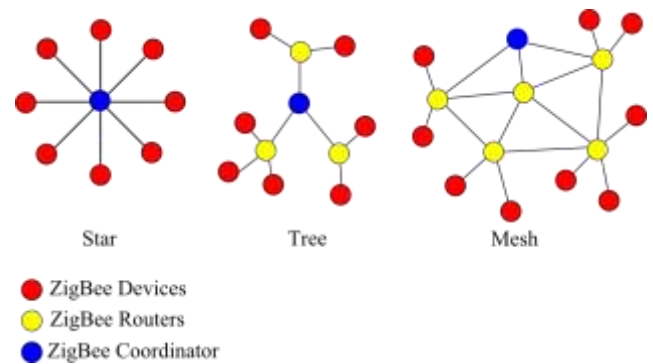 Star Tree Mesh
ZigBee Devices
ZigBee Routers
ZigBee Coordinator